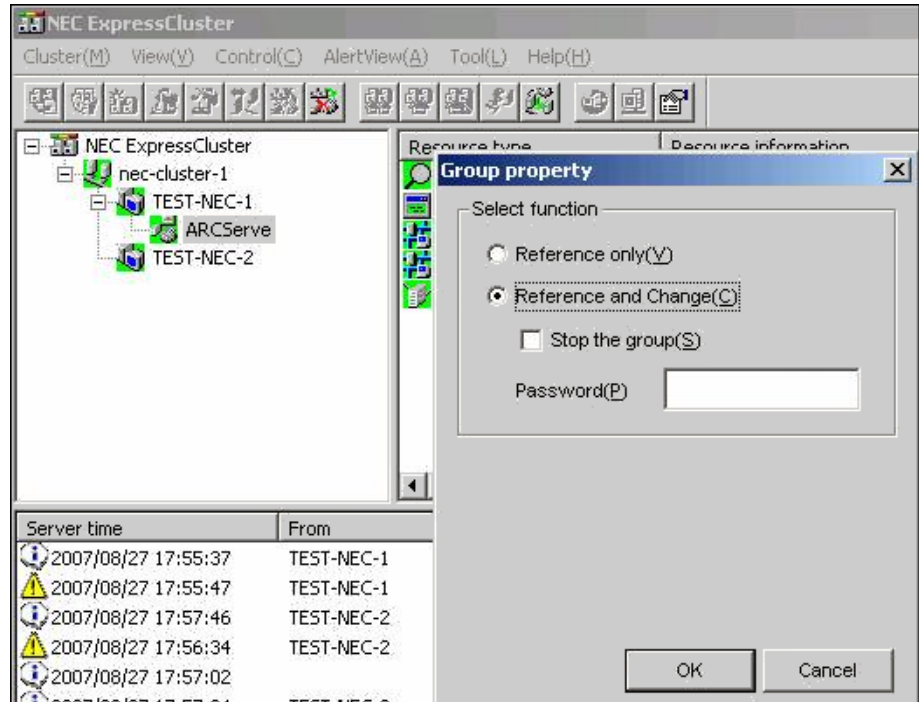 NEC ExpressCluster
Cluster(M) View(V) Control(C) AlertView(A) Tool(L) Help(H)
NEC ExpressCluster
nec-cluster-1
TEST-NEC-1
ARCServe
TEST-NEC-2
Resource type Resource information
Group property
Select function
Reference only(V)
Reference and Change(C)
Stop the group(S)
Password(P)
OK Cancel
Server time From
2007/08/27 17:55:37 TEST-NEC-1
2007/08/27 17:55:47 TEST-NEC-1
2007/08/27 17:57:46 TEST-NEC-2
2007/08/27 17:56:34 TEST-NEC-2
2007/08/27 17:57:02